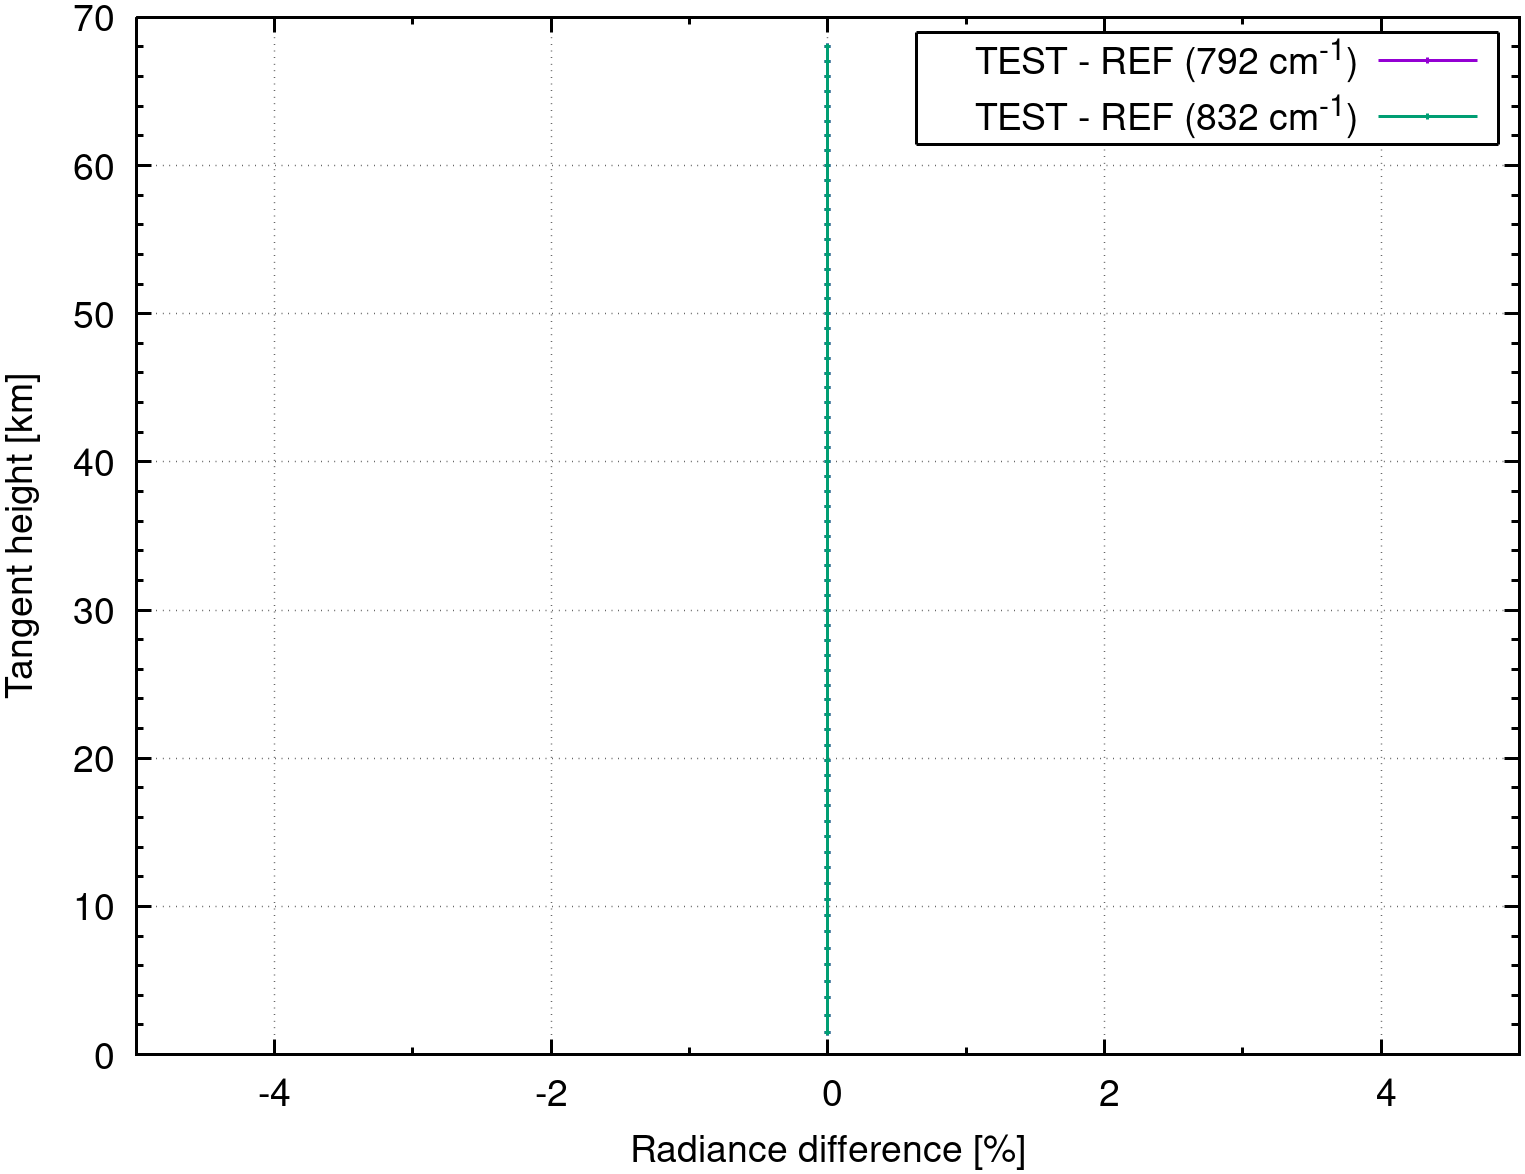 70
60
50
40
30
20
10
0
Tangent height [km]
TEST - REF (792 cm⁻¹)
TEST - REF (832 cm⁻¹)
-4 -2 0 2 4
Radiance difference [%]